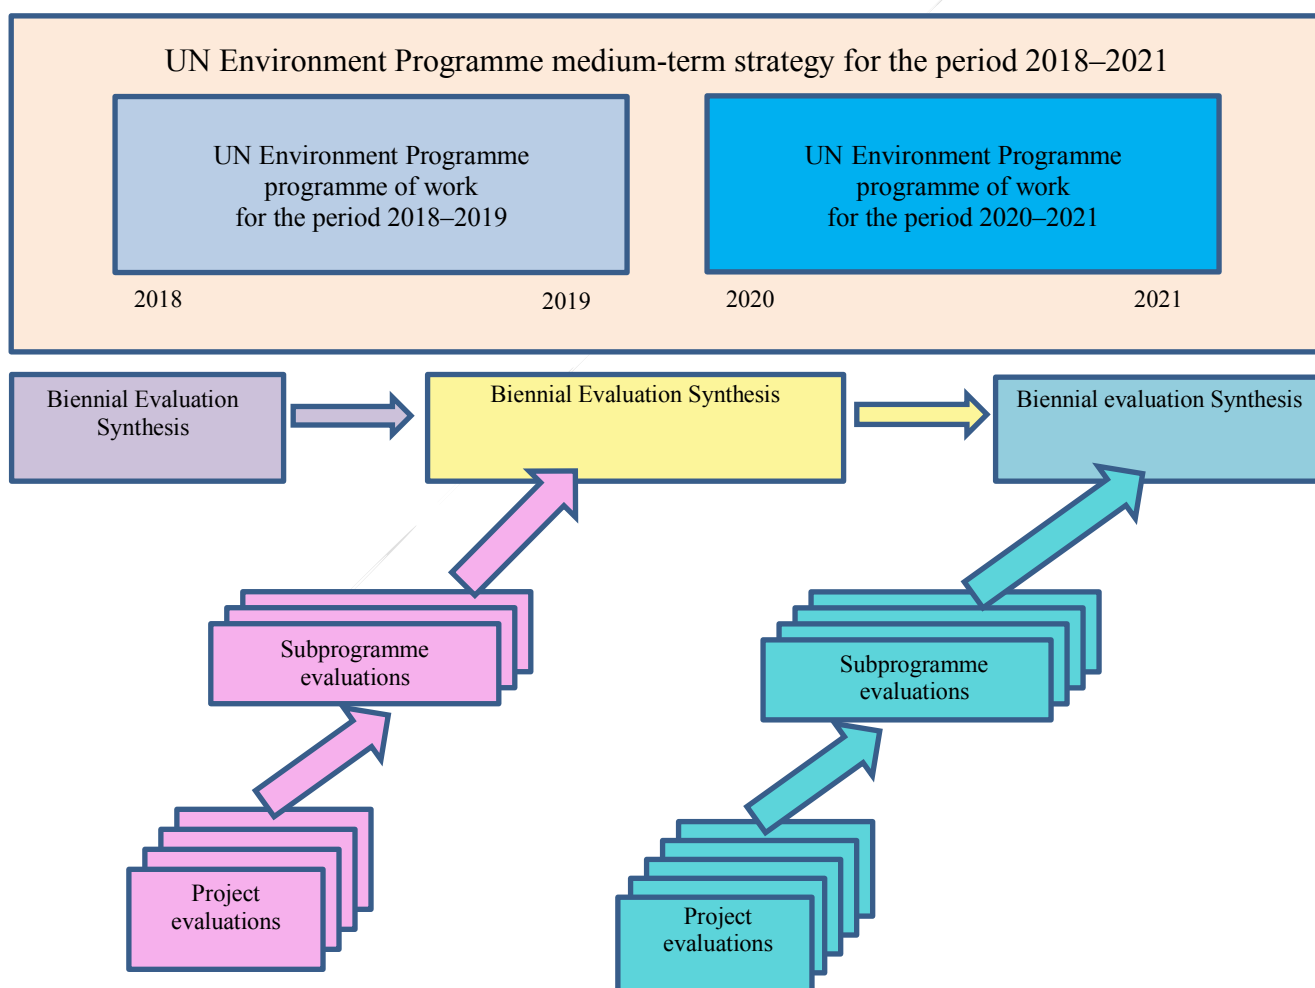 UN Environment Programme medium-term strategy for the period 2018–2021
UN Environment Programme
programme of work
for the period 2018–2019
UN Environment Programme
programme of work
for the period 2020–2021
2018
2019
2020
2021
Biennial Evaluation
Synthesis
Biennial Evaluation Synthesis
Biennial evaluation Synthesis
Subprogramme
evaluations
Subprogramme
evaluations
Project
evaluations
Project
evaluations